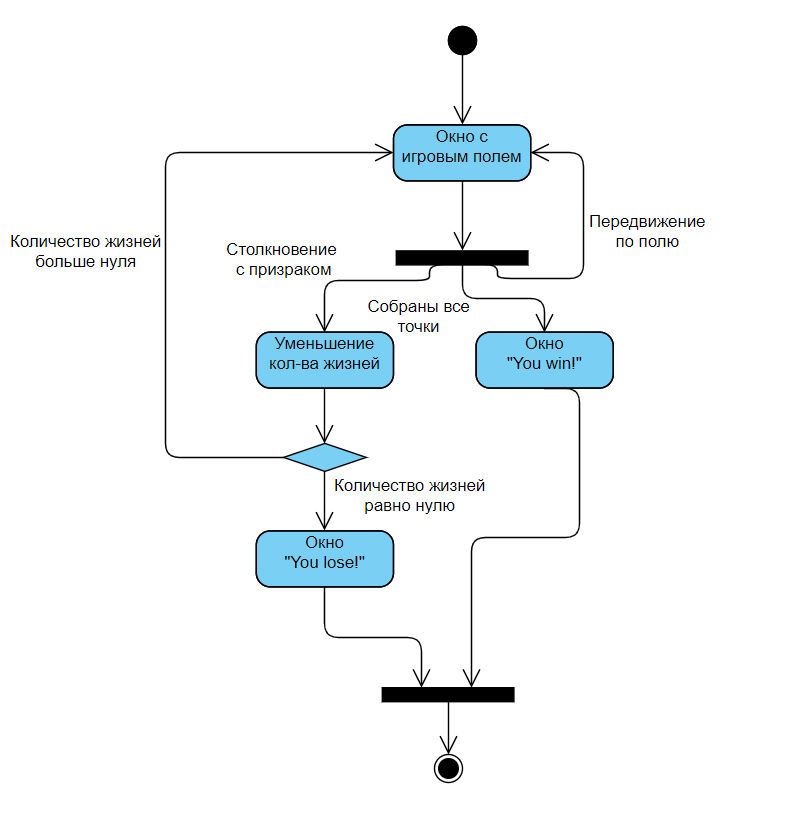 Окно с
игровым полем
Передвижение
по полю
Количество жизней
больше нуля
Столкновение
с призраком
Собраны все
точки
Уменьшение
кол-ва жизней
Окно
"You win!"
Количество жизней
равно нулю
Окно
"You lose!"